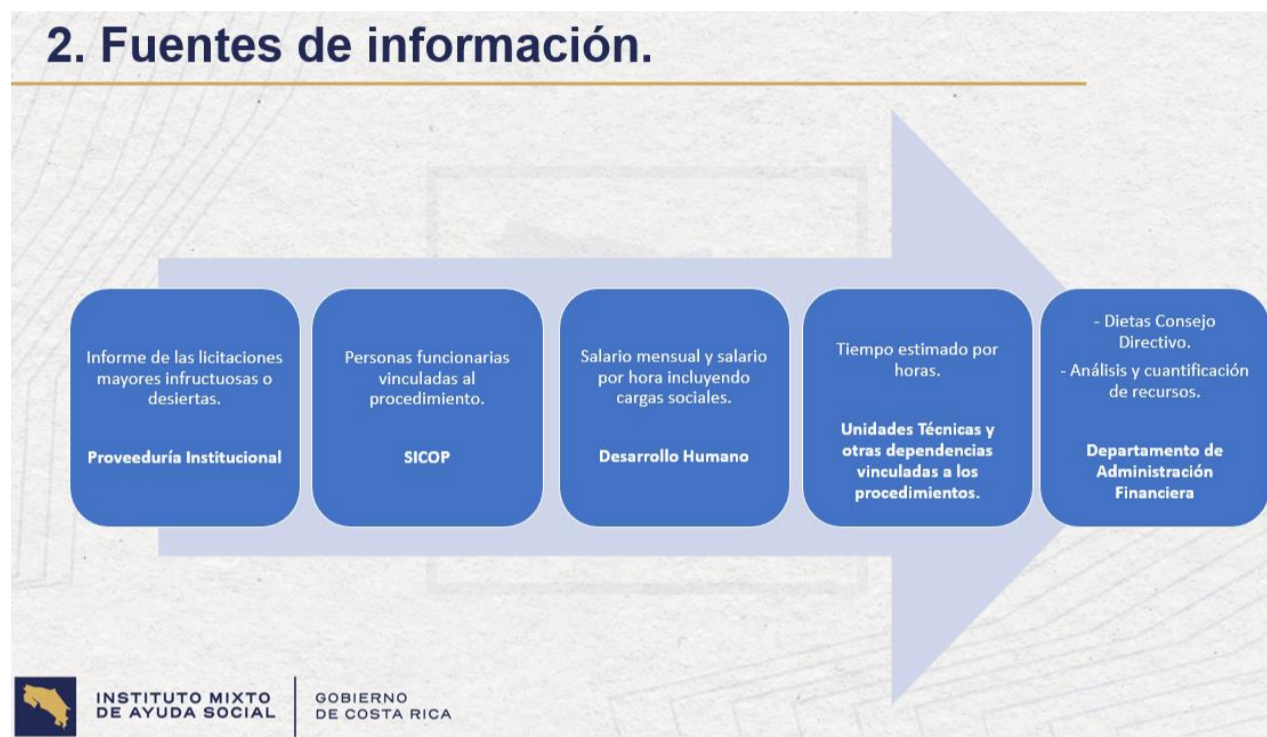 2. Fuentes de información.
Informe de las licitaciones
mayores infructuosas o
desiertas.
Proveeduría Institucional
Personas funcionarias
vinculadas al
procedimiento.
SICOP
Salario mensual y salario
por hora incluyendo
cargas sociales.
Desarrollo Humano
Tiempo estimado por
horas.
Unidades Técnicas y
otras dependencias
vinculadas a los
procedimientos.
- Dietas Consejo
Directivo.
- Análisis y cuantificación
de recursos.
Departamento de
Administración
Financiera
INSTITUTO MIXTO
DE AYUDA SOCIAL
GOBIERNO
DE COSTA RICA